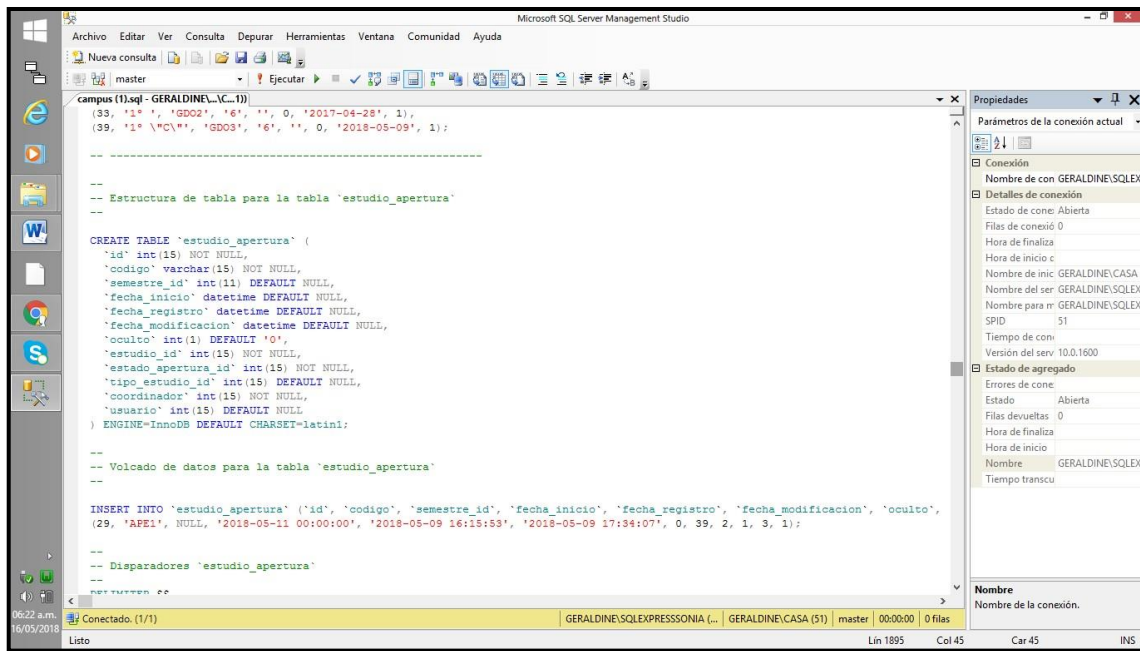 Microsoft SQL Server Management Studio
Archivo Editar Ver Consulta Depurar Herramientas Ventana Comunidad Ayuda
Nueva consulta
master
Ejecutar
campus (1).sql - GERALDINE\...\C...1))
(33, '1° ', 'GDO2', '6', '', 0, '2017-04-28', 1),
(39, '1° \"C\"', 'GDO3', '6', '', 0, '2018-05-09', 1);
-- --------------------------------------------------------
--
-- Estructura de tabla para la tabla `estudio_apertura`
--
CREATE TABLE `estudio_apertura` (
`id` int(15) NOT NULL,
`codigo` varchar(15) NOT NULL,
`semestre_id` int(11) DEFAULT NULL,
`fecha_inicio` datetime DEFAULT NULL,
`fecha_registro` datetime DEFAULT NULL,
`fecha_modificacion` datetime DEFAULT NULL,
`oculto` int(1) DEFAULT '0',
`estudio_id` int(15) NOT NULL,
`estado_apertura_id` int(15) NOT NULL,
`tipo_estudio_id` int(15) DEFAULT NULL,
`coordinador` int(15) NOT NULL,
`usuario` int(15) DEFAULT NULL
) ENGINE=InnoDB DEFAULT CHARSET=latin1;
--
-- Volcado de datos para la tabla `estudio_apertura`
--
INSERT INTO `estudio_apertura` (`id`, `codigo`, `semestre_id`, `fecha_inicio`, `fecha_registro`, `fecha_modificacion`, `oculto`,
(29, 'APE1', NULL, '2018-05-11 00:00:00', '2018-05-09 16:15:53', '2018-05-09 17:34:07', 0, 39, 2, 1, 3, 1);
--
-- Disparadores `estudio_apertura`
--
DELIMITER $$
Propiedades
Parámetros de la conexión actual
Conexión
Nombre de con GERALDINE\SQLEX
Detalles de conexión
Estado de cone: Abierta
Filas de conexió 0
Hora de finaliza
Hora de inicio c
Nombre de inic GERALDINE\CASA
Nombre del ser GERALDINE\SQLEX
Nombre para m GERALDINE\SQLEX
SPID 51
Tiempo de con
Versión del serv 10.0.1600
Estado de agregado
Errores de cone
Estado Abierta
Filas devueltas 0
Hora de finaliza
Hora de inicio
Nombre GERALDINE\SQLEX
Tiempo transcu
Nombre
Nombre de la conexión.
Conectado. (1/1)
GERALDINE\SQLEXPRESSSONIA (... GERALDINE\CASA (51) master 00:00:00 0 filas
Listo
Lín 1895 Col 45 Car 45 INS
06:22 a.m.
16/05/2018